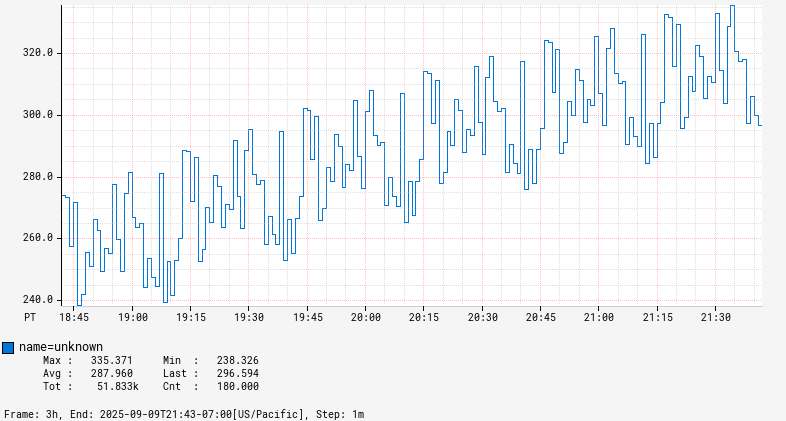 320.0
300.0
280.0
260.0
240.0
PT 18:45 19:00 19:15 19:30 19:45 20:00 20:15 20:30 20:45 21:00 21:15 21:30
name=unknown
Max : 335.371 Min : 238.326
Avg : 287.960 Last : 296.594
Tot : 51.833k Cnt : 180.000
Frame: 3h, End: 2025-09-09T21:43-07:00[US/Pacific], Step: 1m